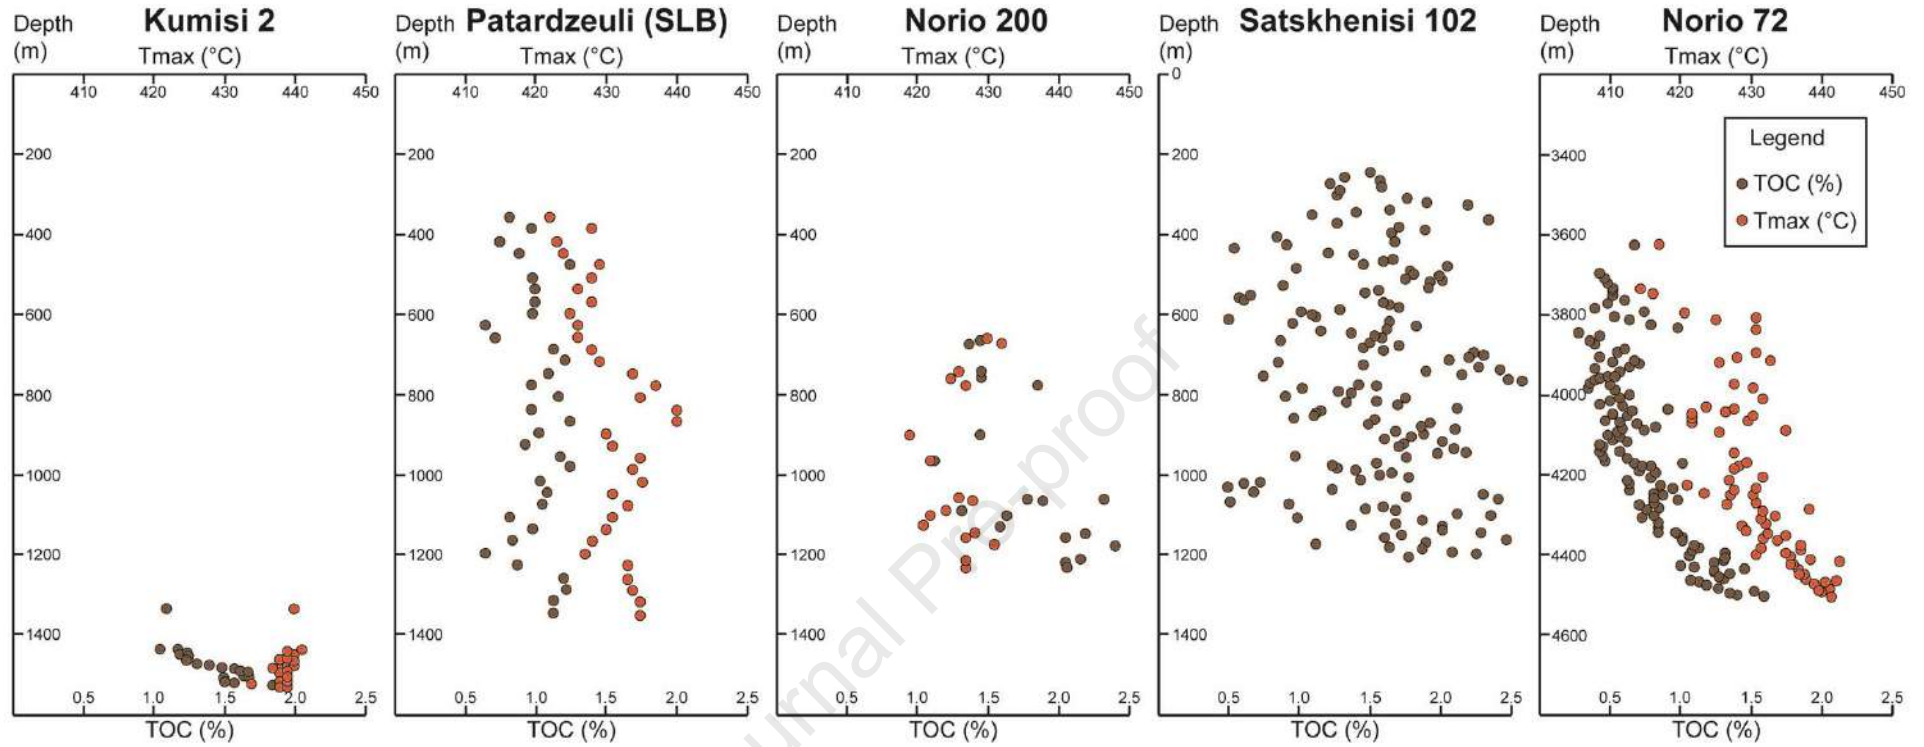 Kumisi 2
Depth
(m)
Tmax (°C)
410 420 430 440 450
200
400
600
800
1000
1200
1400
0.5 1.0 1.5 2.0 2.5
TOC (%)
Patardzeuli (SLB)
Depth
(m)
Tmax (°C)
410 420 430 440 450
200
400
600
800
1000
1200
1400
0.5 1.0 1.5 2.0 2.5
TOC (%)
Norio 200
Depth
(m)
Tmax (°C)
410 420 430 440 450
200
400
600
800
1000
1200
1400
0.5 1.0 1.5 2.0 2.5
TOC (%)
Satskhenisi 102
Depth
(m)
0
200
400
600
800
1000
1200
1400
0.5 1.0 1.5 2.0 2.5
TOC (%)
Norio 72
Depth
(m)
Tmax (°C)
410 420 430 440 450
Legend
TOC (%)
Tmax (°C)
3400
3600
3800
4000
4200
4400
4600
0.5 1.0 1.5 2.0 2.5
TOC (%)
urnal Pre-proof